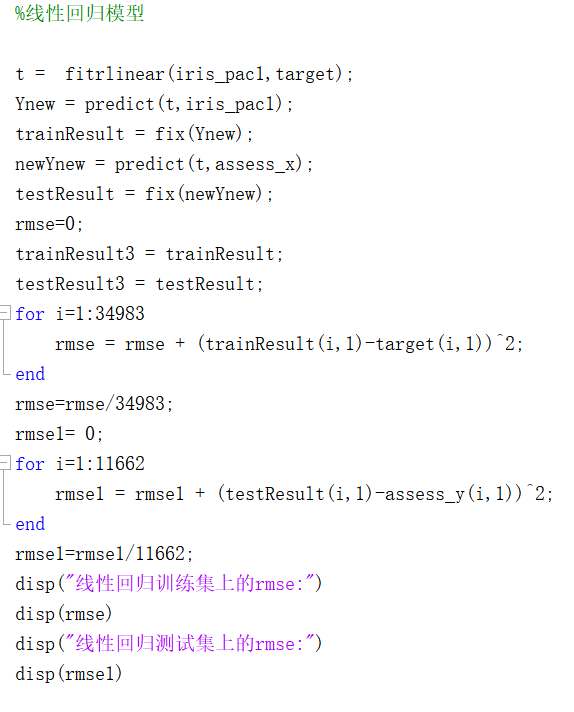 %线性回归模型
t =  fitrlinear(iris_pac1,target);
Ynew = predict(t,iris_pac1);
trainResult = fix(Ynew);
newYnew = predict(t,assess_x);
testResult = fix(newYnew);
rmse=0;
trainResult3 = trainResult;
testResult3 = testResult;
for i=1:34983
    rmse = rmse + (trainResult(i,1)-target(i,1))^2;
end
rmse=rmse/34983;
rmse1= 0;
for i=1:11662
    rmse1 = rmse1 + (testResult(i,1)-assess_y(i,1))^2;
end
rmse1=rmse1/11662;
disp("线性回归训练集上的rmse:")
disp(rmse)
disp("线性回归测试集上的rmse:")
disp(rmse1)